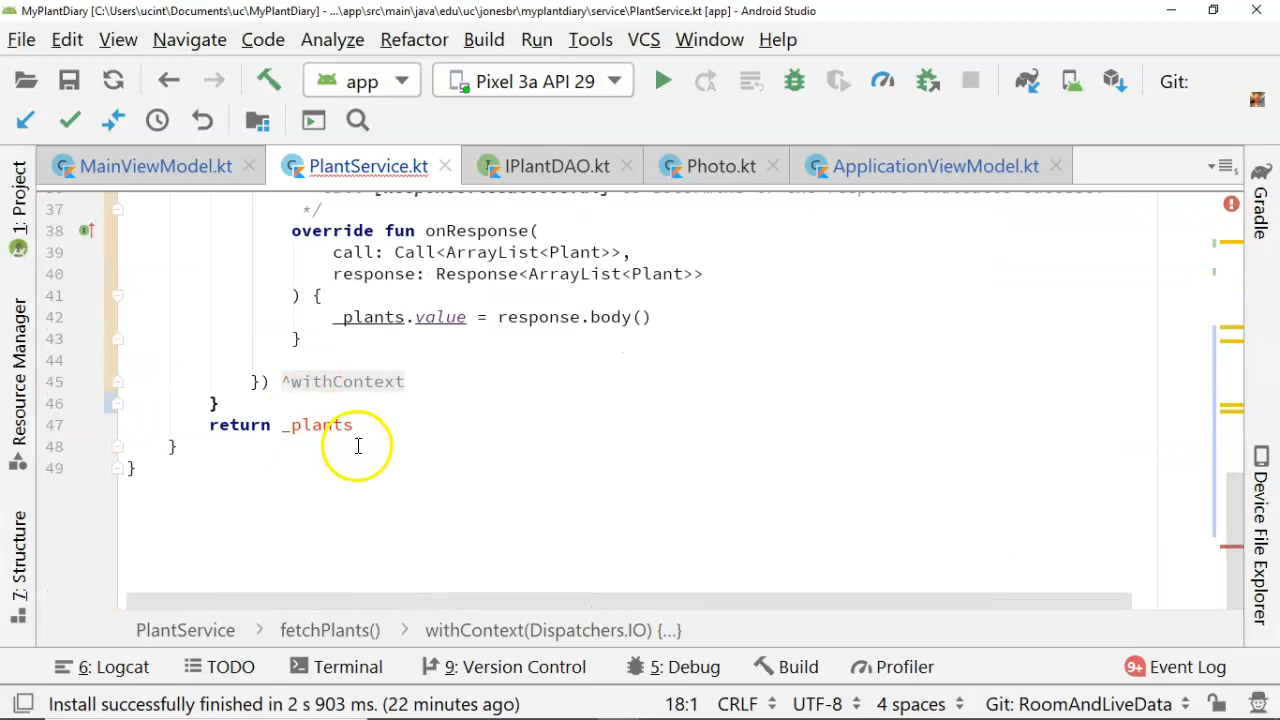 MyPlantDiary [C:\Users\ucint\Documents\uc\MyPlantDiary] - ...\app\src\main\java\edu\uc\jonesbr\myplantdiary\service\PlantService.kt [app] - Android Studio
File Edit View Navigate Code Analyze Refactor Build Run Tools VCS Window Help
app Pixel 3a API 29 Git:
MainViewModel.kt PlantService.kt IPlantDAO.kt Photo.kt ApplicationViewModel.kt
1: Project
Resource Manager
7: Structure
37 */
38 override fun onResponse(
39 call: Call<ArrayList<Plant>>,
40 response: Response<ArrayList<Plant>>
41 ) {
42 _plants.value = response.body()
43 }
44
45 }) ^withContext
46 }
47 return _plants
48 }
49 }
Gradle
Device File Explorer
PlantService > fetchPlants() > withContext(Dispatchers.IO) {...}
6: Logcat TODO Terminal 9: Version Control 5: Debug Build Profiler 9+ Event Log
Install successfully finished in 2 s 903 ms. (22 minutes ago) 18:1 CRLF UTF-8 4 spaces Git: RoomAndLiveData